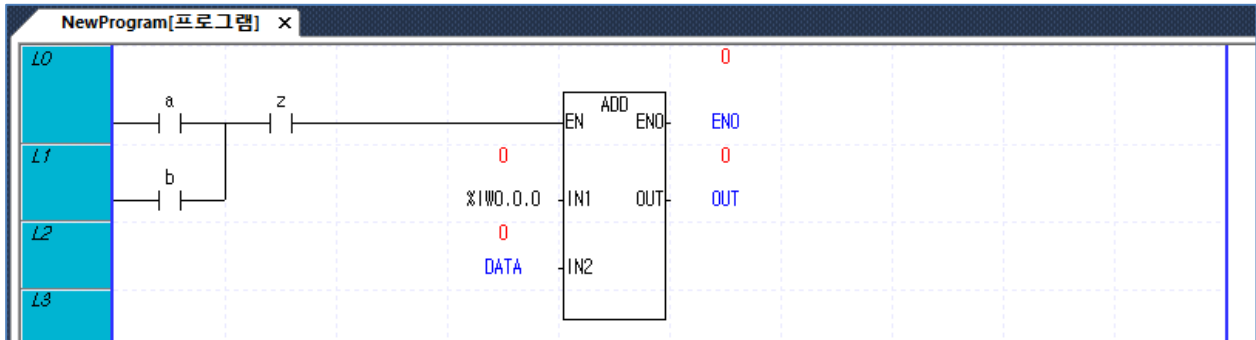 NewProgram[프로그램] ×
L0
0
a
z
ADD
EN
ENO
ENO
L1
0
0
b
%IW0.0.0
IN1
OUT
OUT
L2
0
DATA
IN2
L3